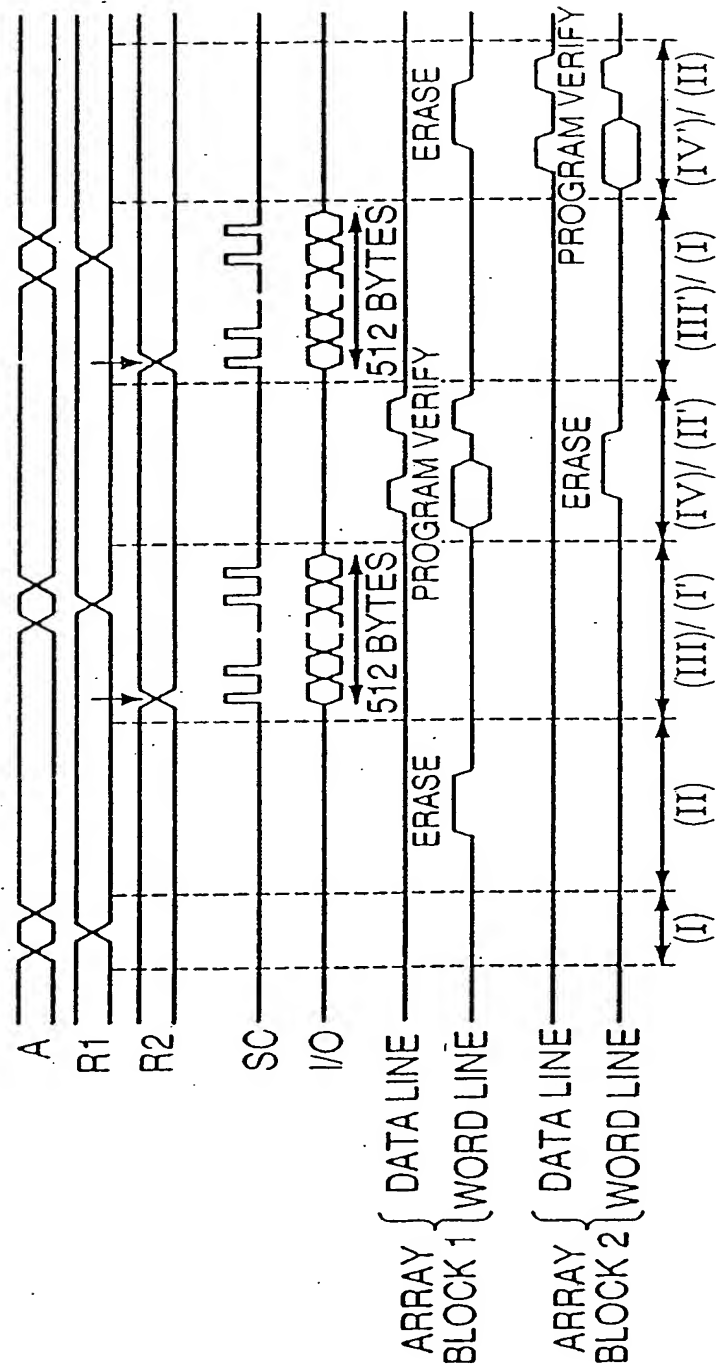 A
R1
R2
SC
I/O
512 BYTES
512 BYTES
ARRAY BLOCK 1
DATA LINE
ERASE
PROGRAM VERIFY
ERASE
WORD LINE
ARRAY BLOCK 2
DATA LINE
ERASE
PROGRAM VERIFY
WORD LINE
(I)
(II)
(III)/ (I')
(IV)/ (II')
(III')/ (I)
(IV')/ (II)